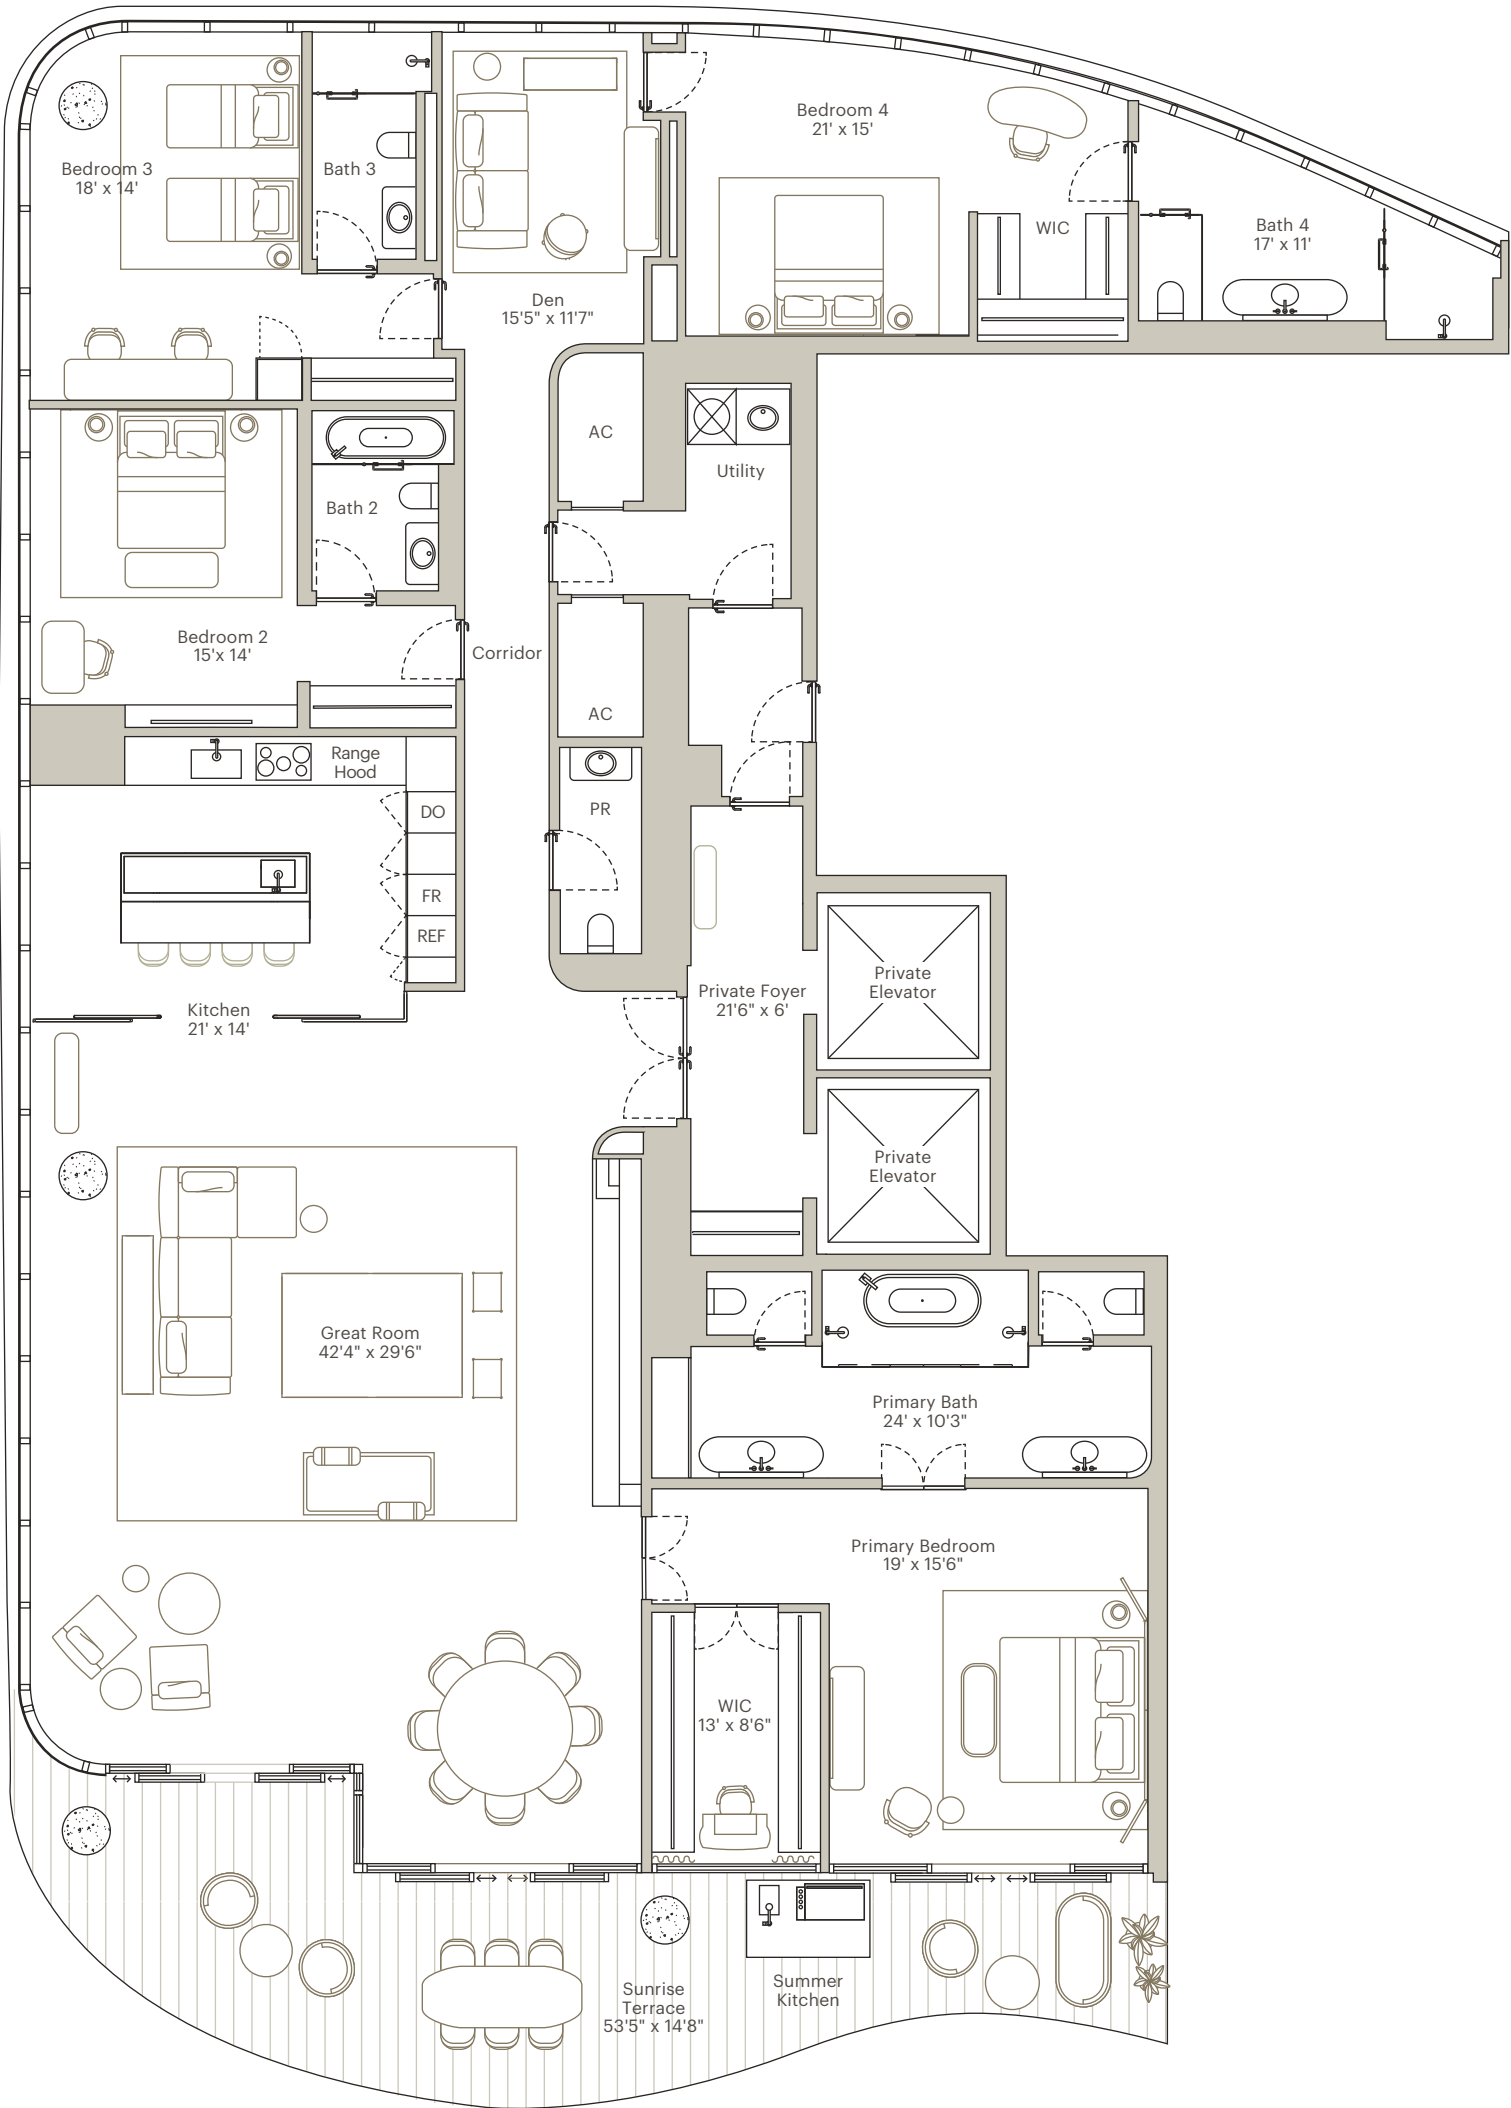 Bedroom 4
21' x 15'
Bedroom 3
18' x 14'
Bath 3
WIC
Bath 4
17' x 11'
Den
15'5" x 11'7"
AC
Utility
Bath 2
Bedroom 2
15'x 14'
Corridor
AC
Range
Hood
DO
PR
FR
REF
Private
Elevator
Private Foyer
21'6" x 6'
Kitchen
21' x 14'
Private
Elevator
Great Room
42'4" x 29'6"
Primary Bath
24' x 10'3"
Primary Bedroom
19' x 15'6"
WIC
13' x 8'6"
Sunrise
Terrace
53'5" x 14'8"
Summer
Kitchen